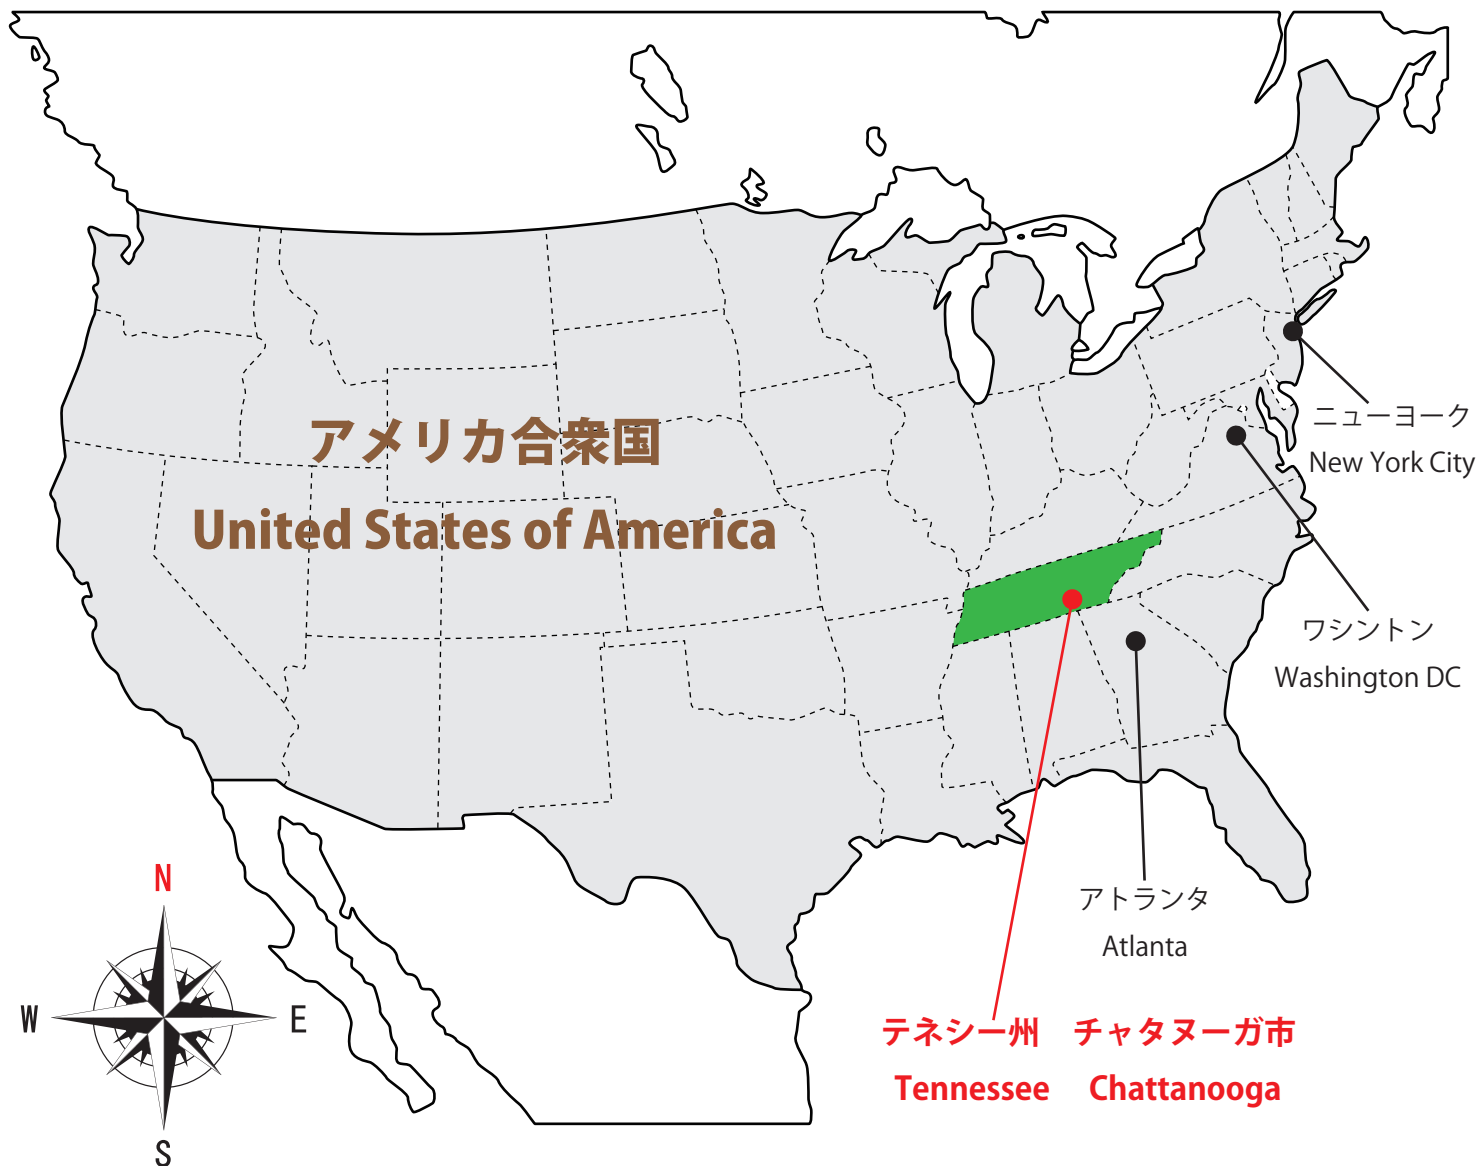 アメリカ合衆国
United States of America
ニューヨーク
New York City
ワシントン
Washington DC
アトランタ
Atlanta
テネシー州　チャタヌーガ市
Tennessee　Chattanooga
N
W
E
S